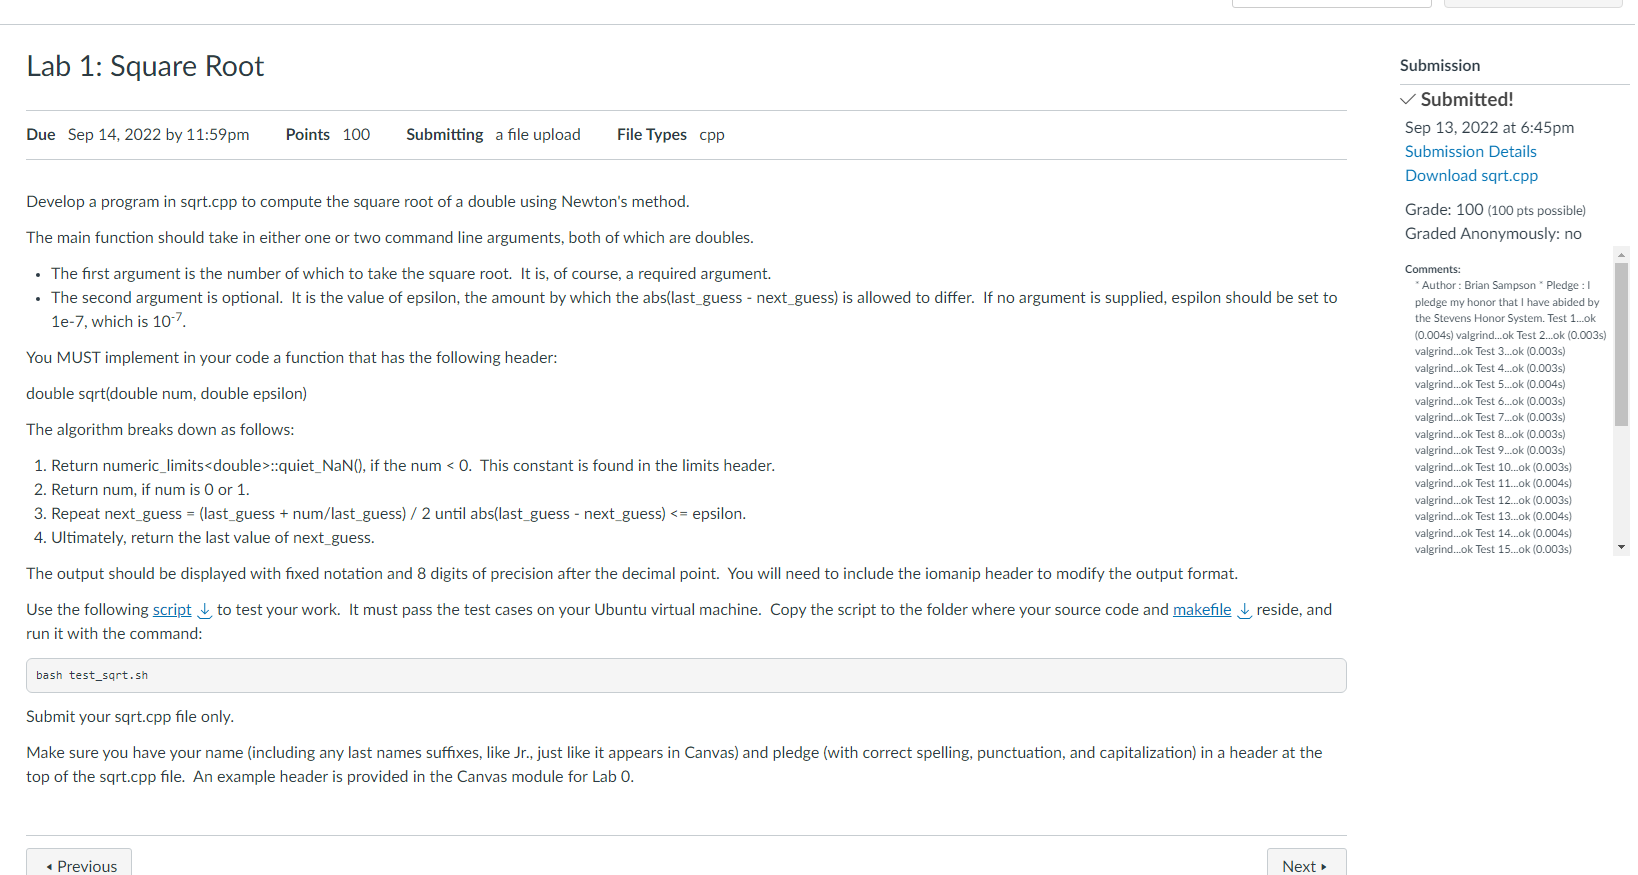 Lab 1: Square Root
Due Sep 14, 2022 by 11:59pm Points 100 Submitting a file upload File Types cpp
Develop a program in sqrt.cpp to compute the square root of a double using Newton's method.
The main function should take in either one or two command line arguments, both of which are doubles.
• The first argument is the number of which to take the square root. It is, of course, a required argument.
• The second argument is optional. It is the value of epsilon, the amount by which the abs(last_guess - next_guess) is allowed to differ. If no argument is supplied, espilon should be set to
1e-7, which is 10⁻⁷.
You MUST implement in your code a function that has the following header:
double sqrt(double num, double epsilon)
The algorithm breaks down as follows:
1. Return numeric_limits<double>::quiet_NaN(), if the num < 0. This constant is found in the limits header.
2. Return num, if num is 0 or 1.
3. Repeat next_guess = (last_guess + num/last_guess) / 2 until abs(last_guess - next_guess) <= epsilon.
4. Ultimately, return the last value of next_guess.
The output should be displayed with fixed notation and 8 digits of precision after the decimal point. You will need to include the iomanip header to modify the output format.
Use the following script to test your work. It must pass the test cases on your Ubuntu virtual machine. Copy the script to the folder where your source code and makefile reside, and
run it with the command:
bash test_sqrt.sh
Submit your sqrt.cpp file only.
Make sure you have your name (including any last names suffixes, like Jr., just like it appears in Canvas) and pledge (with correct spelling, punctuation, and capitalization) in a header at the
top of the sqrt.cpp file. An example header is provided in the Canvas module for Lab 0.
Previous
Next
Submission
Submitted!
Sep 13, 2022 at 6:45pm
Submission Details
Download sqrt.cpp
Grade: 100 (100 pts possible)
Graded Anonymously: no
Comments:
* Author : Brian Sampson * Pledge : I
pledge my honor that I have abided by
the Stevens Honor System. Test 1...ok
(0.004s) valgrind...ok Test 2...ok (0.003s)
valgrind...ok Test 3...ok (0.003s)
valgrind...ok Test 4...ok (0.003s)
valgrind...ok Test 5...ok (0.004s)
valgrind...ok Test 6...ok (0.003s)
valgrind...ok Test 7...ok (0.003s)
valgrind...ok Test 8...ok (0.003s)
valgrind...ok Test 9...ok (0.003s)
valgrind...ok Test 10...ok (0.003s)
valgrind...ok Test 11...ok (0.004s)
valgrind...ok Test 12...ok (0.003s)
valgrind...ok Test 13...ok (0.004s)
valgrind...ok Test 14...ok (0.004s)
valgrind...ok Test 15...ok (0.003s)